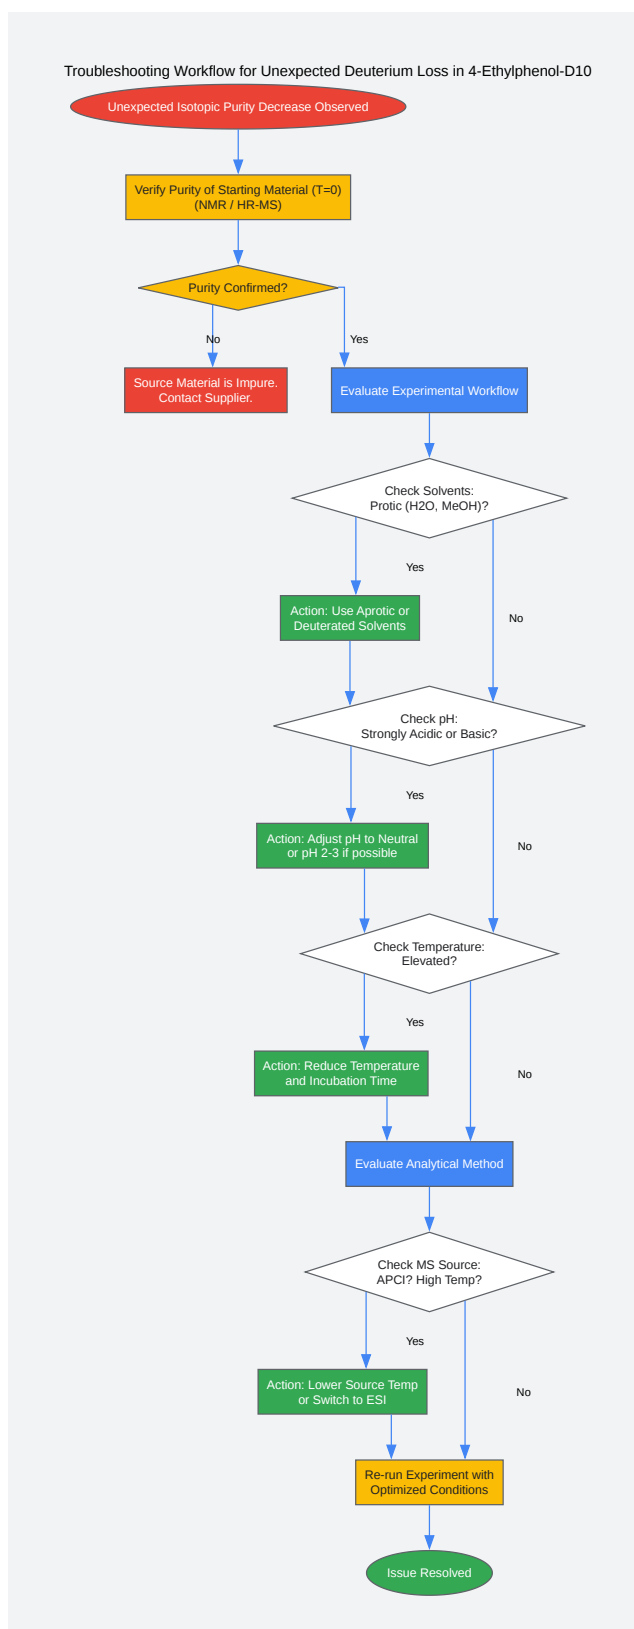 Troubleshooting Workflow for Unexpected Deuterium Loss in 4-Ethylphenol-D10
Unexpected Isotopic Purity Decrease Observed
Verify Purity of Starting Material (T=0)
(NMR / HR-MS)
Purity Confirmed?
No
Yes
Source Material is Impure.
Contact Supplier.
Evaluate Experimental Workflow
Check Solvents:
Protic (H2O, MeOH)?
Yes
Action: Use Aprotic or
Deuterated Solvents
No
Check pH:
Strongly Acidic or Basic?
Yes
Action: Adjust pH to Neutral
or pH 2-3 if possible
No
Check Temperature:
Elevated?
Yes
Action: Reduce Temperature
and Incubation Time
No
Evaluate Analytical Method
Check MS Source:
APCI? High Temp?
Yes
Action: Lower Source Temp
or Switch to ESI
No
Re-run Experiment with
Optimized Conditions
Issue Resolved